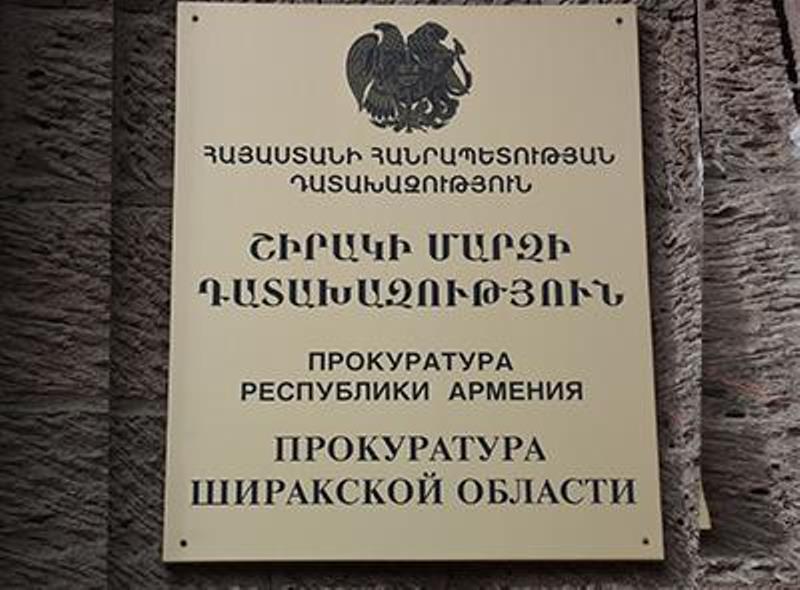 ՀԱՅԱՍՏԱՆԻ ՀԱՆՐԱՊԵՏՈՒԹՅԱՆ
ԴԱՏԱԽԱԶՈՒԹՅՈՒՆ
ՇԻՐԱԿԻ ՄԱՐԶԻ
ԴԱՏԱԽԱԶՈՒԹՅՈՒՆ
ПРОКУРАТУРА
РЕСПУБЛИКИ АРМЕНИЯ
ПРОКУРАТУРА
ШИРАКСКОЙ ОБЛАСТИ